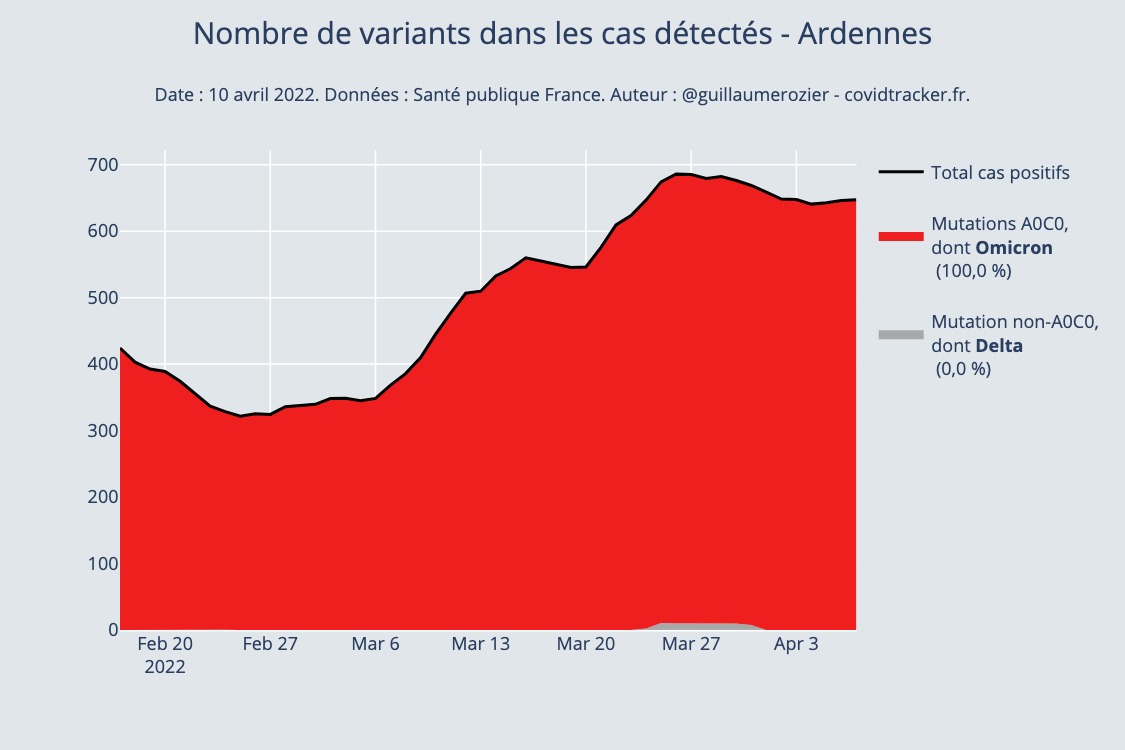 Nombre de variants dans les cas détectés - Ardennes
Date : 10 avril 2022. Données : Santé publique France. Auteur : @guillaumerozier - covidtracker.fr.
700
600
500
400
300
200
100
0
Feb 20
2022
Feb 27
Mar 6
Mar 13
Mar 20
Mar 27
Apr 3
Total cas positifs
Mutations A0C0,
dont Omicron
(100,0 %)
Mutation non-A0C0,
dont Delta
(0,0 %)